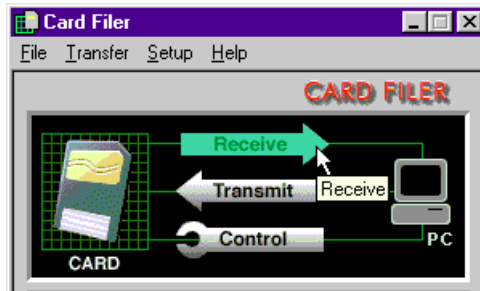 Card Filer
File Transfer Setup Help
CARD FILER
Receive
Transmit Receive
Control
PC
CARD